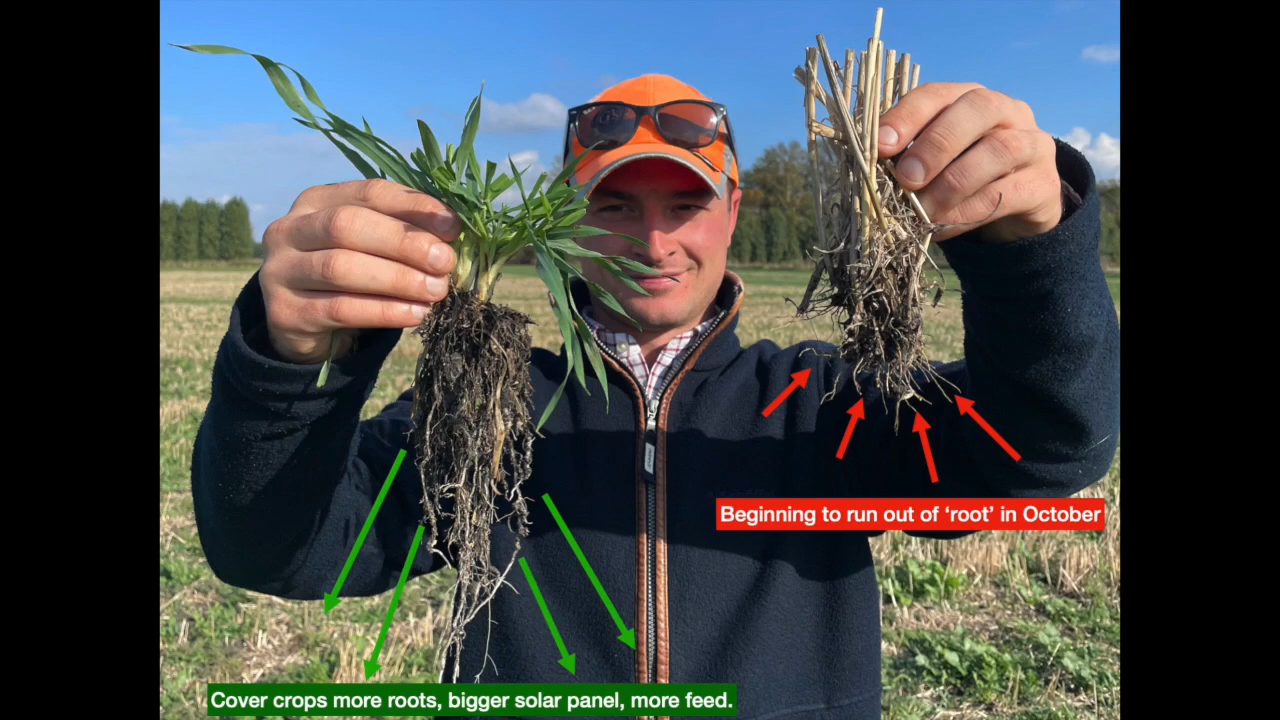 Beginning to run out of ‘root’ in October
Cover crops more roots, bigger solar panel, more feed.